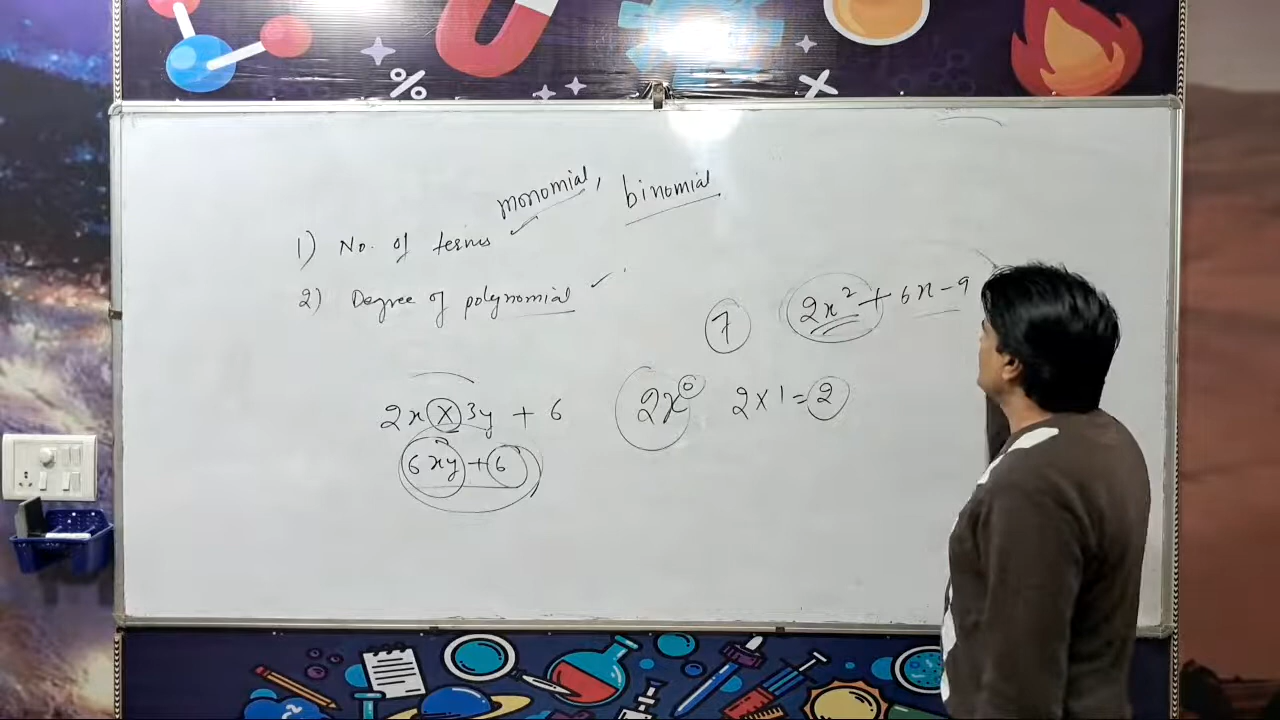 monomial, binomial
1) No. of terms
2) Degree of polynomial
7 2x² + 6x - 9
2x × 3y + 6
2x⁰ 2 × 1 = 2
6xy + 6